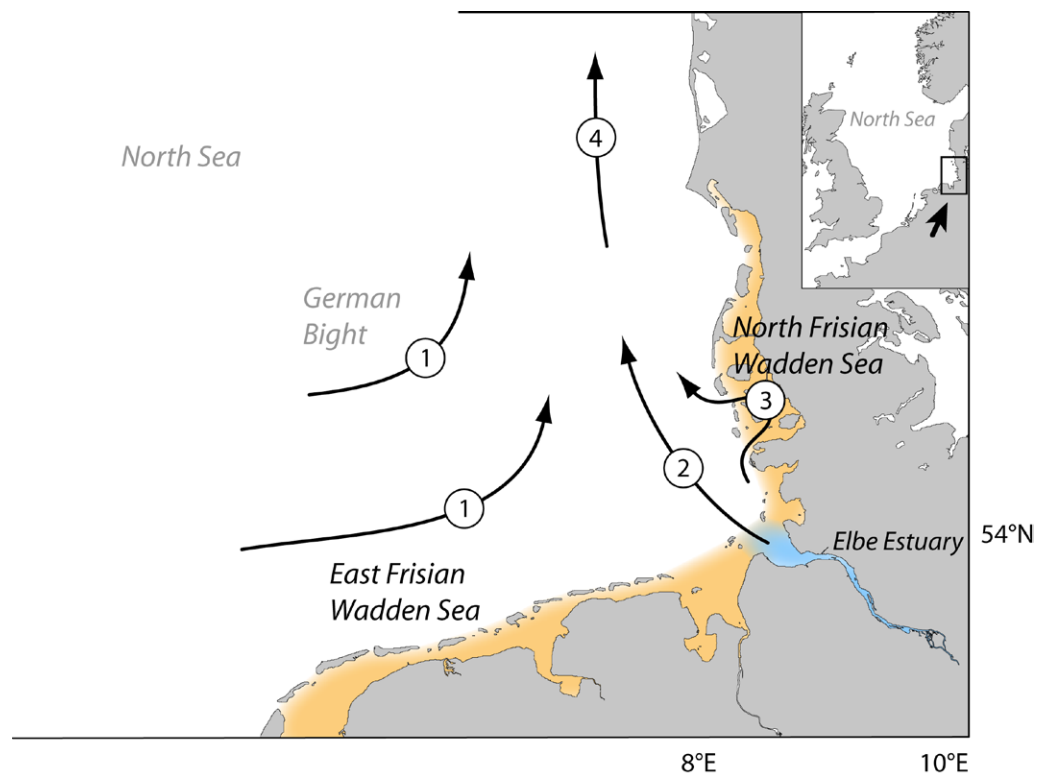 North Sea
North Sea
4
German
Bight
1
North Frisian
Wadden Sea
3
2
1
54°N
Elbe Estuary
East Frisian
Wadden Sea
8°E
10°E